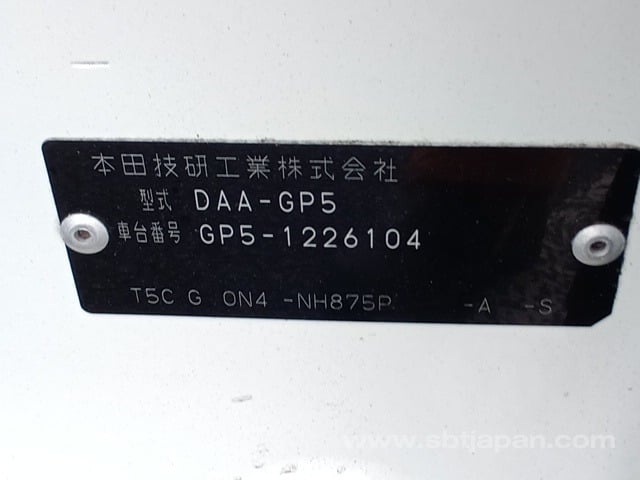 本田技研工業株式会社
型式 DAA-GP5
車台番号 GP5-1226104
T5C G 0N4 -NH875P -A -S
www.sbtjapan.com